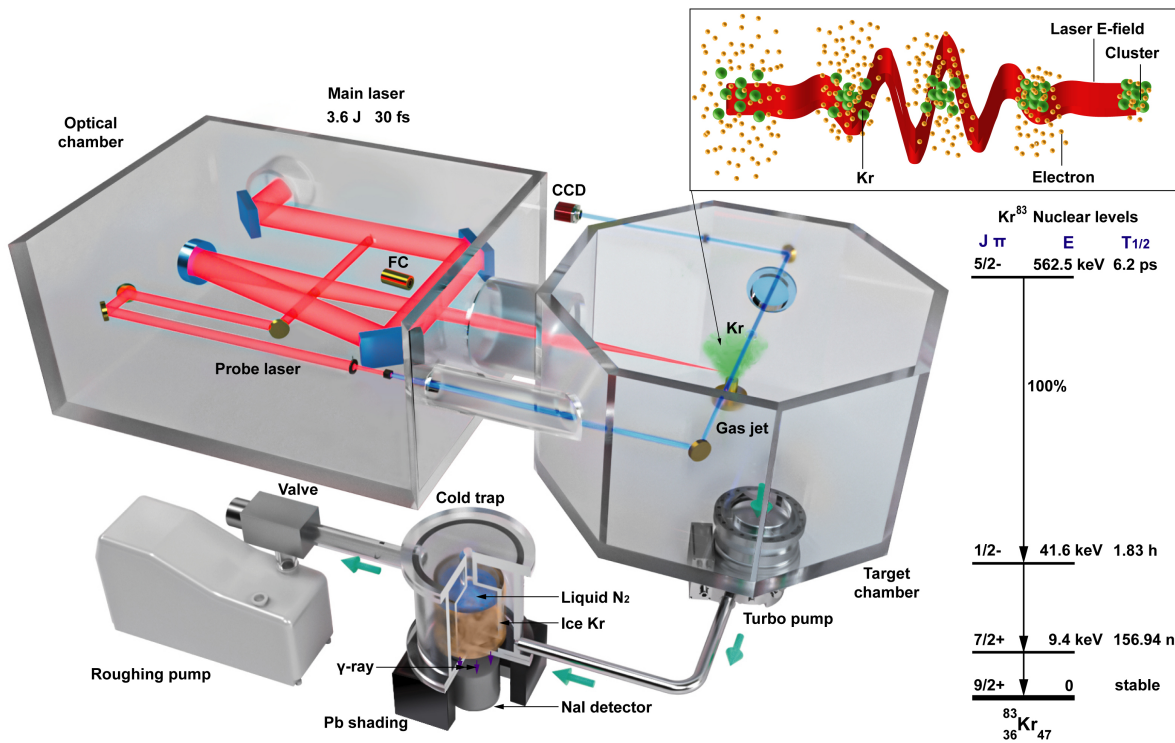 Laser E-field
Cluster
Kr
Electron
Main laser
3.6 J 30 fs
Optical
chamber
CCD
FC
Probe laser
Kr
Gas jet
Valve
Cold trap
Liquid N₂
Ice Kr
γ-ray
Roughing pump
Pb shading
NaI detector
Turbo pump
Target
chamber
Kr⁸³ Nuclear levels
J π E T1/2
5/2- 562.5 keV 6.2 ps
100%
1/2- 41.6 keV 1.83 h
7/2+ 9.4 keV 156.94 n
9/2+ 0 stable
⁸³₃₆Kr₄₇